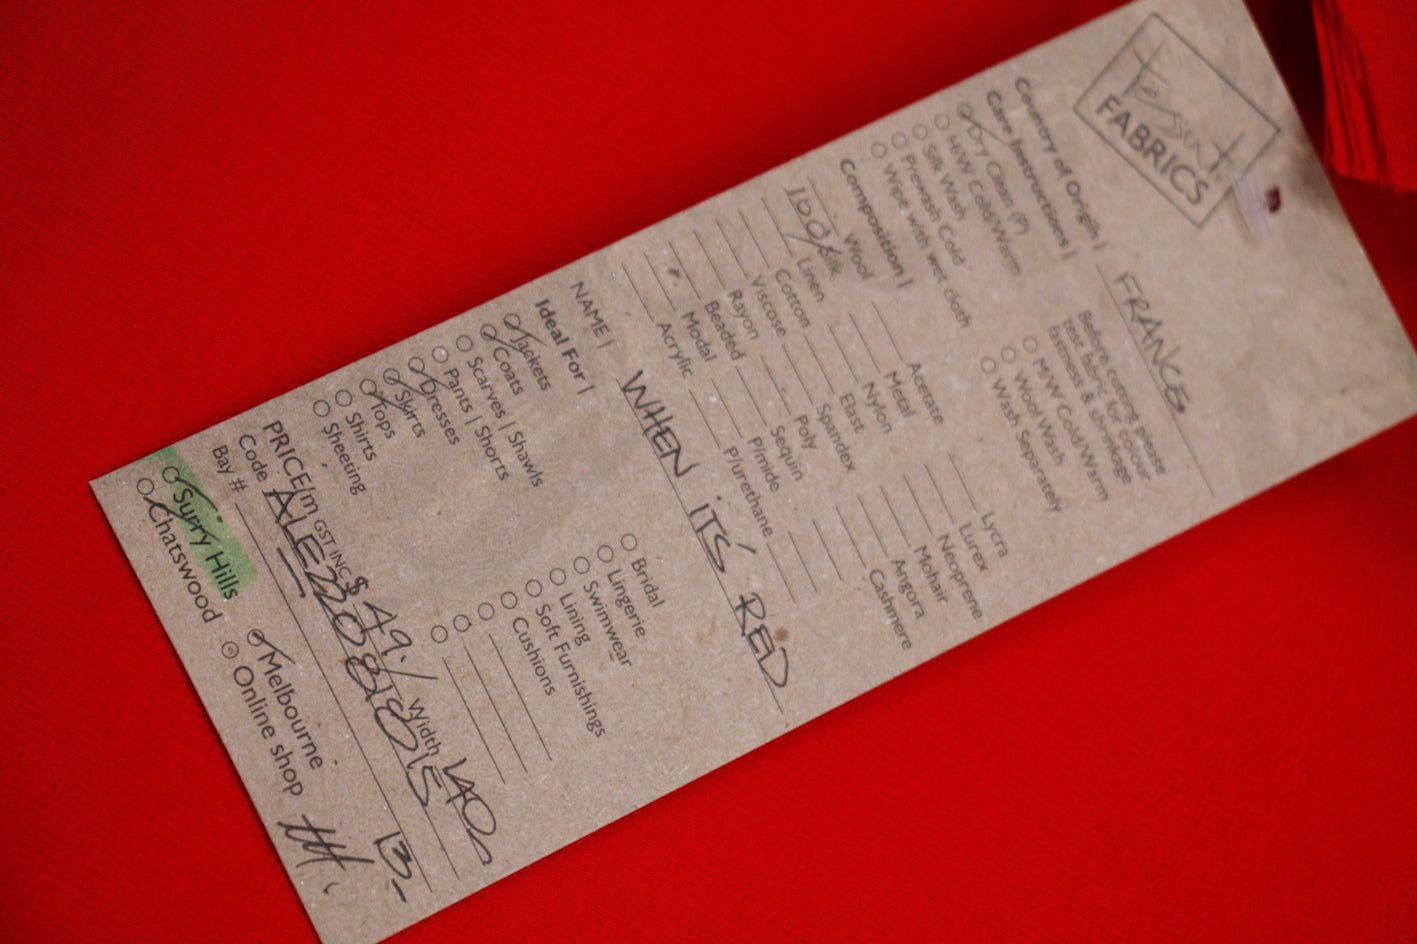 Tessuti
FABRICS
Country of Origin | FRANCE
Care Instructions | Before cutting please
test fabric for colour
fastness & shrinkage
Dry Clean (P)
H/W Cold/Warm M/W Cold/Warm
Silk Wash Wool Wash
Prewash Cold Wash Separately
Wipe with wet cloth
Composition |
Wool Acetate Lycra
100 Silk Metal Lurex
Linen Nylon Neoprene
Cotton Elast Mohair
Viscose Spandex Angora
Rayon Poly Cashmere
Beaded Sequin
Modal P/mide
Acrylic P/urethane
NAME | WHEN IT'S RED
Ideal For |
Jackets Bridal
Coats Lingerie
Scarves | Shawls Swimwear
Pants | Shorts Lining
Dresses Soft Furnishings
Skirts Cushions
Tops
Shirts
Sheeting
PRICE/m GST INC $ 49. Width 140
Code ALE
Bay # 13-
Surry Hills Melbourne
Chatswood Online shop